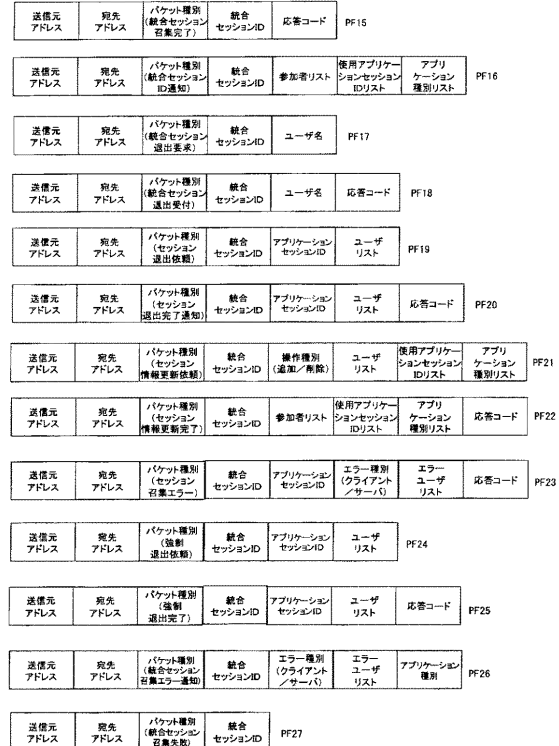 送信元アドレス 宛先アドレス パケット種別(統合セッション召集完了) 統合セッションID 応答コード PF15
送信元アドレス 宛先アドレス パケット種別(統合セッションID通知) 統合セッションID 参加者リスト 使用アプリケーションセッションIDリスト アプリケーション種別リスト PF16
送信元アドレス 宛先アドレス パケット種別(統合セッション退出要求) 統合セッションID ユーザ名 PF17
送信元アドレス 宛先アドレス パケット種別(統合セッション退出受付) 統合セッションID ユーザ名 応答コード PF18
送信元アドレス 宛先アドレス パケット種別(セッション退出依頼) 統合セッションID アプリケーションセッションID ユーザリスト PF19
送信元アドレス 宛先アドレス パケット種別(セッション退出完了通知) 統合セッションID アプリケーションセッションID ユーザリスト 応答コード PF20
送信元アドレス 宛先アドレス パケット種別(セッション情報更新依頼) 統合セッションID 操作種別(追加/削除) ユーザリスト 使用アプリケーションセッションIDリスト アプリケーション種別リスト PF21
送信元アドレス 宛先アドレス パケット種別(セッション情報更新完了) 統合セッションID 参加者リスト 使用アプリケーションセッションIDリスト アプリケーション種別リスト 応答コード PF22
送信元アドレス 宛先アドレス パケット種別(セッション召集エラー) 統合セッションID アプリケーションセッションID エラー種別(クライアント/サーバ) エラーユーザリスト 応答コード PF23
送信元アドレス 宛先アドレス パケット種別(強制退出依頼) 統合セッションID アプリケーションセッションID ユーザリスト PF24
送信元アドレス 宛先アドレス パケット種別(強制退出完了) 統合セッションID アプリケーションセッションID ユーザリスト 応答コード PF25
送信元アドレス 宛先アドレス パケット種別(統合セッション召集エラー通知) 統合セッションID エラー種別(クライアント/サーバ) エラーユーザリスト アプリケーション種別 PF26
送信元アドレス 宛先アドレス パケット種別(統合セッション召集失敗) 統合セッションID PF27